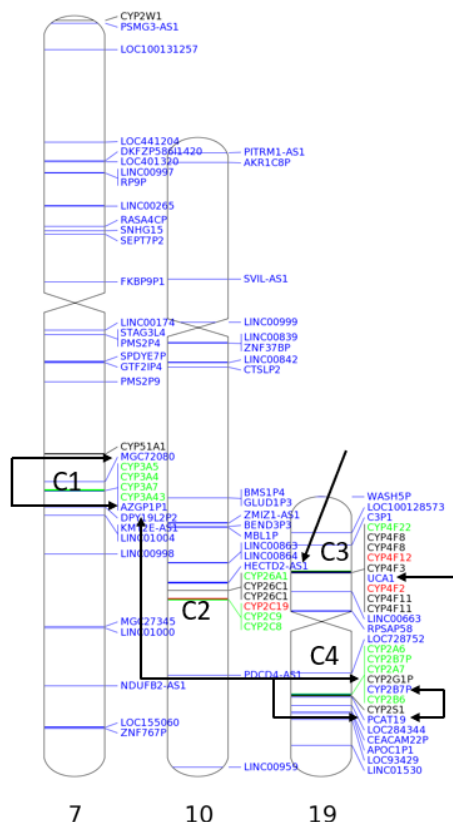 CYP2W1
PSMG3-AS1
LOC100131257
LOC441204
DKFZP586I1420
LOC401320
LINC00997
RP9P
LINC00265
RASA4CP
SNHG15
SEPT7P2
FKBP9P1
LINC00174
STAG3L4
PMS2P4
SPDYE7P
GTF2IP4
PMS2P9
CYP51A1
MGC72080
CYP3A5
CYP3A4
CYP3A7
CYP3A43
AZGP1P1
DPY19L2P2
KMT2E-AS1
LINC01004
LINC00998
MGC27345
LINC01000
NDUFB2-AS1
LOC155060
ZNF767P
C1
7
PITRM1-AS1
AKR1C8P
SVIL-AS1
LINC00999
LINC00839
ZNF37BP
LINC00842
CTSLP2
BMS1P4
GLUD1P3
ZMIZ1-AS1
BEND3P3
MBL1P
LINC00863
LINC00864
HECTD2-AS1
CYP26A1
CYP26C1
CYP26C1
CYP2C19
CYP2C9
CYP2C8
PDCD4-AS1
LINC00959
C2
10
WASH5P
LOC100128573
C3P1
CYP4F22
CYP4F8
CYP4F8
CYP4F12
CYP4F3
UCA1
CYP4F2
CYP4F11
CYP4F11
LINC00663
RPSAP58
LOC728752
CYP2A6
CYP2B7P
CYP2A7
CYP2G1P
CYP2B7P
CYP2B6
CYP2S1
PCAT19
LOC284344
CEACAM22P
APOC1P1
LOC93429
LINC01530
C3
C4
19